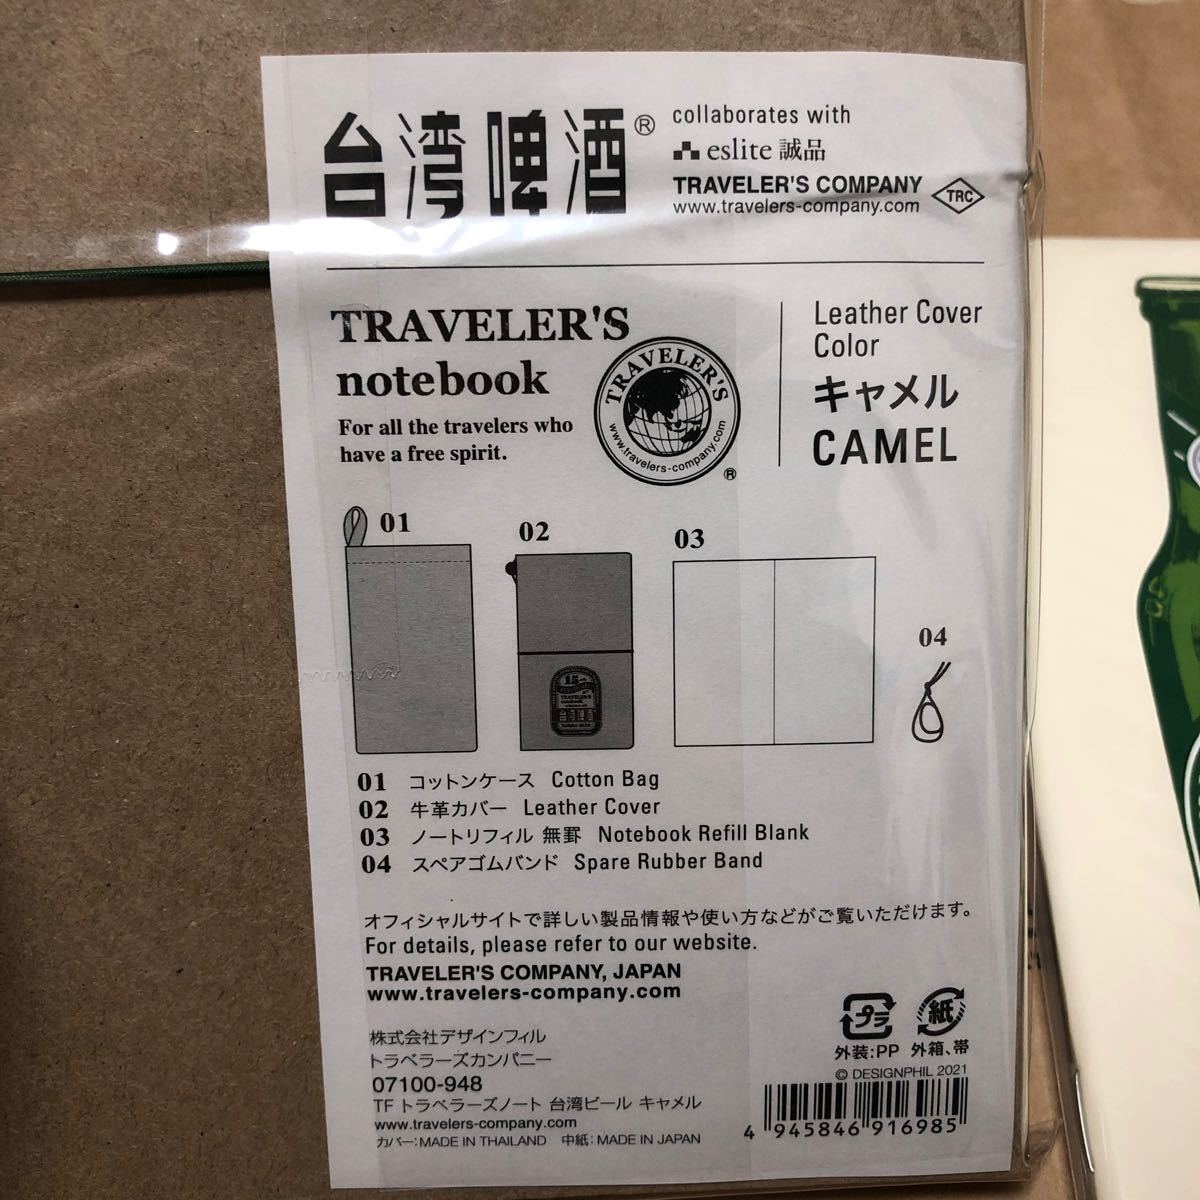 台湾啤酒®
collaborates with
eslite 誠品
TRAVELER'S COMPANY
www.travelers-company.com
TRC
TRAVELER'S
notebook
For all the travelers who
have a free spirit.
TRAVELER'S
www.travelers-company.com
®
Leather Cover
Color
キャメル
CAMEL
01
02
03
04
15th
TRAVELER'S
notebook
01 コットンケース Cotton Bag
02 牛革カバー Leather Cover
03 ノートリフィル 無罫 Notebook Refill Blank
04 スペアゴムバンド Spare Rubber Band
オフィシャルサイトで詳しい製品情報や使い方などがご覧いただけます。
For details, please refer to our website.
TRAVELER'S COMPANY, JAPAN
www.travelers-company.com
株式会社デザインフィル
トラベラーズカンパニー
07100-948
TF トラベラーズノート 台湾ビール キャメル
www.travelers-company.com
カバー:MADE IN THAILAND 中紙:MADE IN JAPAN
プラ
紙
外装:PP 外箱、帯
© DESIGNPHIL 2021
4 945846 916985